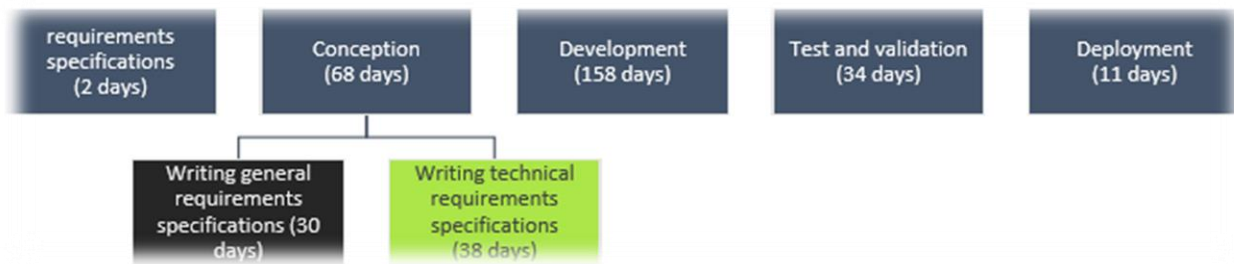 requirements
specifications
(2 days)
Conception
(68 days)
Development
(158 days)
Test and validation
(34 days)
Deployment
(11 days)
Writing general
requirements
specifications (30
days)
Writing technical
requirements
specifications
(38 days)